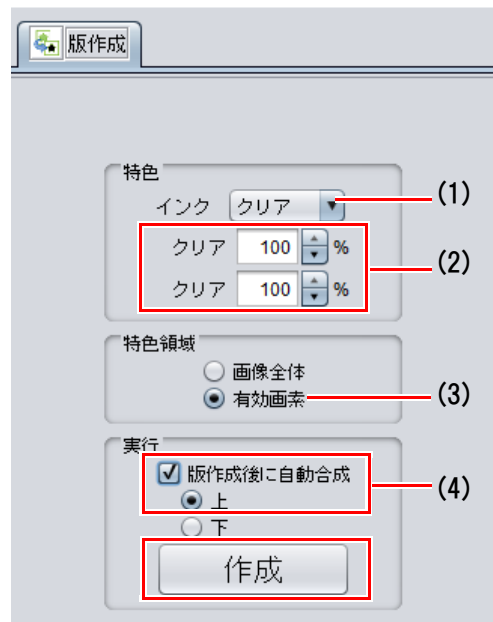 版作成
特色
インク クリア (1)
クリア 100 %
(2)
クリア 100 %
特色領域
画像全体
有効画素 (3)
実行
版作成後に自動合成
(4)
上
下
作成